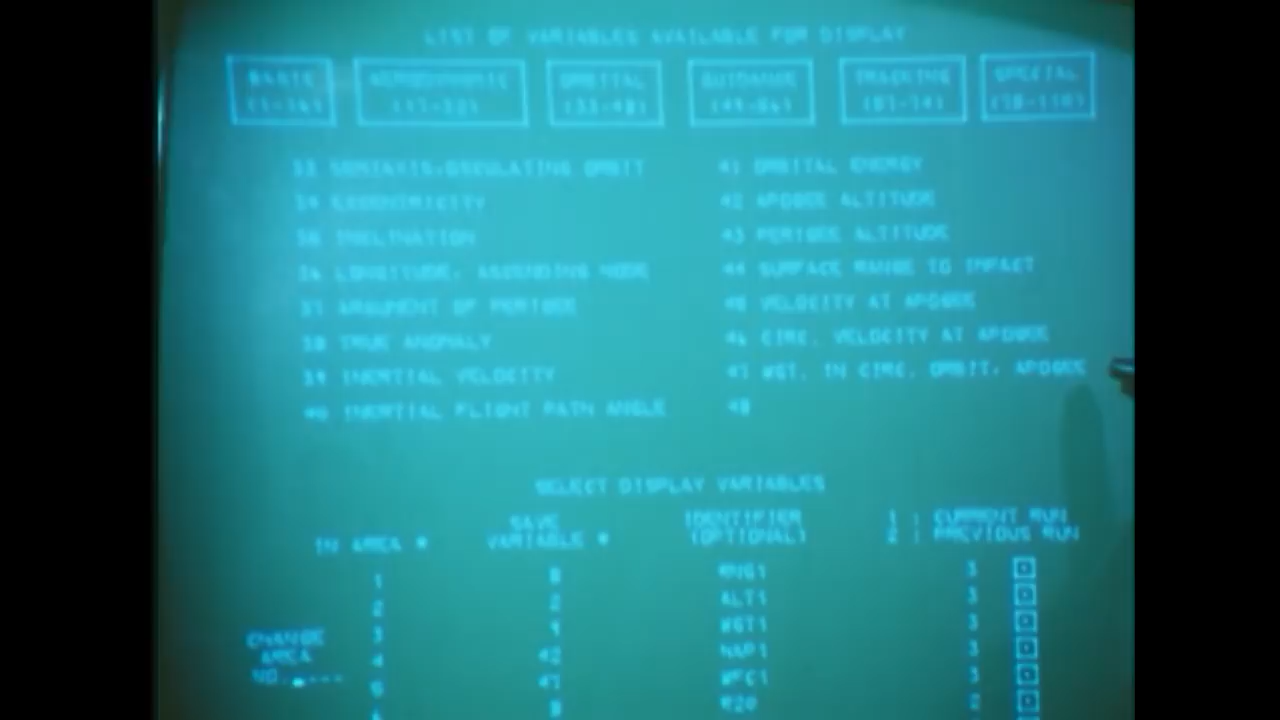 LIST OF VARIABLES AVAILABLE FOR DISPLAY
BASIC AERODYNAMIC ORBITAL GUIDANCE TRACKING SPECIAL
(33-48)
33 SEMIAXIS,OSCULATING ORBIT 41 ORBITAL ENERGY
34 ECCENTRICITY 42 APOGEE ALTITUDE
35 INCLINATION 43 PERIGEE ALTITUDE
36 LONGITUDE, ASCENDING NODE 44 SURFACE RANGE TO IMPACT
37 ARGUMENT OF PERIGEE 45 VELOCITY AT APOGEE
38 TRUE ANOMALY 46 CIRC. VELOCITY AT APOGEE
39 INERTIAL VELOCITY 47 WGT. IN CIRC. ORBIT, APOGEE
40 INERTIAL FLIGHT PATH ANGLE 48
SELECT DISPLAY VARIABLES
IN AREA * SAVE VARIABLE * IDENTIFIER (OPTIONAL) 1 : CURRENT RUN
2 : PREVIOUS RUN
1 RNG1 3
2 2 ALT1 3
3 WGT1 3
4 42 3
5 47 3
6 2
CHANGE
AREA
NO.